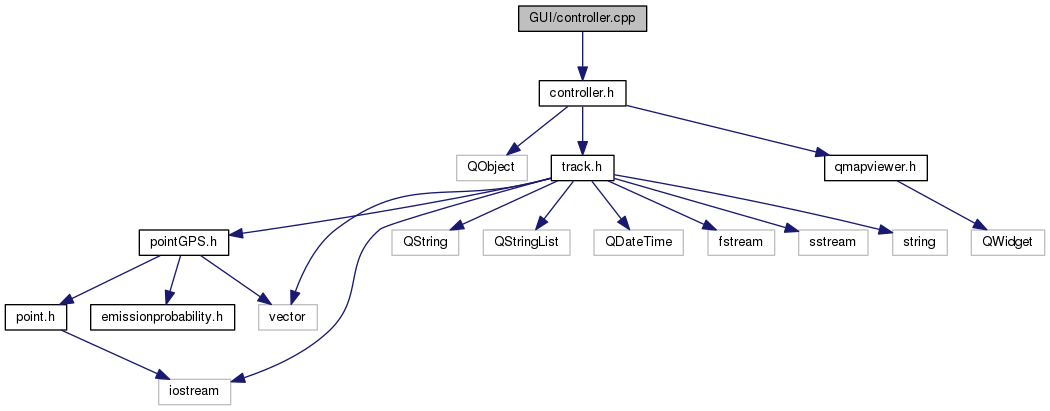 GUI/controller.cpp
controller.h
QObject
track.h
qmapviewer.h
pointGPS.h
QString
QStringList
QDateTime
fstream
sstream
string
QWidget
point.h
emissionprobability.h
vector
iostream